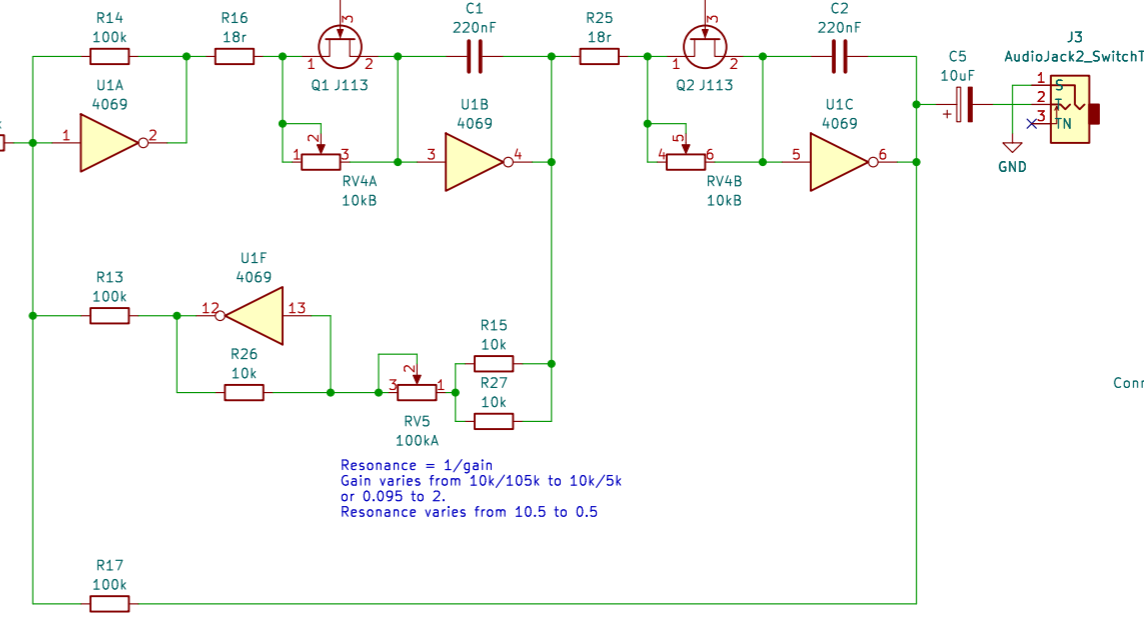 R14
100k
R16
18r
3
1
2
Q1 J113
C1
220nF
R25
18r
3
1
2
Q2 J113
C2
220nF
C5
10uF
+
J3
AudioJack2_SwitchT
1
S
2
T
3
TN
GND
U1A
4069
1
2
U1B
4069
3
4
U1C
4069
5
6
1
2
3
RV4A
10kB
4
5
6
RV4B
10kB
k
R13
100k
U1F
4069
12
13
R26
10k
R15
10k
R27
10k
3
2
1
RV5
100kA
Conn
Resonance = 1/gain
Gain varies from 10k/105k to 10k/5k
or 0.095 to 2.
Resonance varies from 10.5 to 0.5
R17
100k